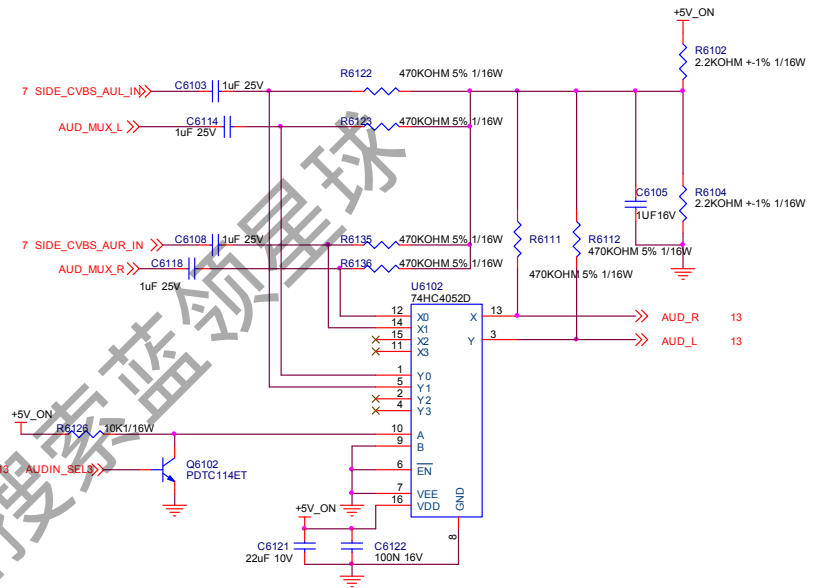 +5V_ON
R6102
2.2KOHM +-1% 1/16W
R6122
470KOHM 5% 1/16W
7 SIDE_CVBS_AUL_IN
C6103
1uF 25V
AUD_MUX_L
C6114
1uF 25V
R6123
470KOHM 5% 1/16W
C6105
1UF16V
R6104
2.2KOHM +-1% 1/16W
7 SIDE_CVBS_AUR_IN
C6108
1uF 25V
R6135
470KOHM 5% 1/16W
R6111
R6112
470KOHM 5% 1/16W
AUD_MUX_R
C6118
1uF 25V
R6136
470KOHM 5% 1/16W
470KOHM 5% 1/16W
U6102
74HC4052D
12 X0 X 13
AUD_R 13
14 X1
15 X2 Y 3
AUD_L 13
11 X3
1 Y0
5 Y1
2 Y2
4 Y3
+5V_ON
R6126
10K1/16W
10 A
9 B
13 AUDIN_SEL3
Q6102
PDTC114ET
6 EN
7 VEE
16 VDD
GND
8
+5V_ON
C6121
22uF 10V
C6122
100N 16V
搜索蓝领星球